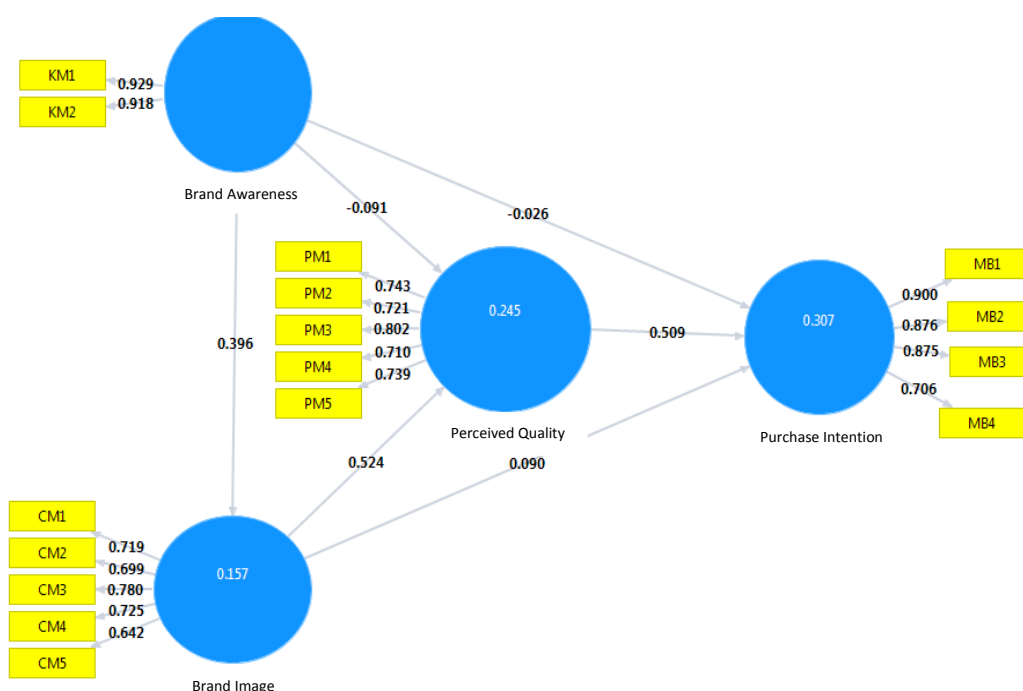 KM1
0.929
KM2
0.918
Brand Awareness
-0.091
-0.026
PM1
0.743
PM2
0.721
PM3
0.802
PM4
0.710
PM5
0.739
0.245
Perceived Quality
0.396
0.509
0.307
Purchase Intention
MB1
0.900
MB2
0.876
MB3
0.875
MB4
0.706
0.524
0.090
CM1
0.719
CM2
0.699
CM3
0.780
CM4
0.725
CM5
0.642
0.157
Brand Image